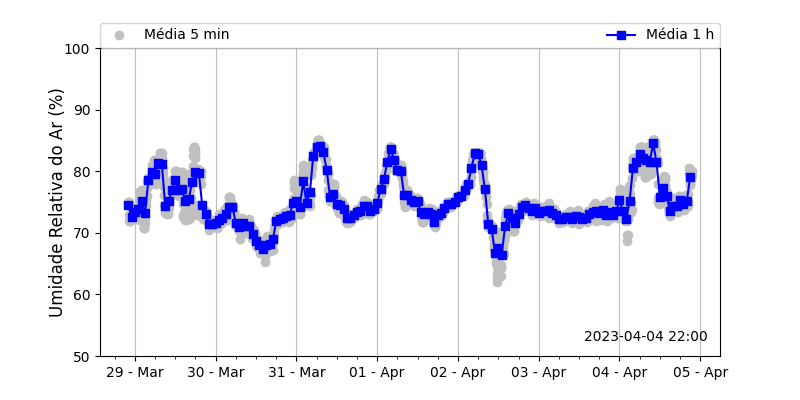 Média 5 min
Média 1 h
100
90
80
70
60
50
Umidade Relativa do Ar (%)
2023-04-04 22:00
29 - Mar
30 - Mar
31 - Mar
01 - Apr
02 - Apr
03 - Apr
04 - Apr
05 - Apr